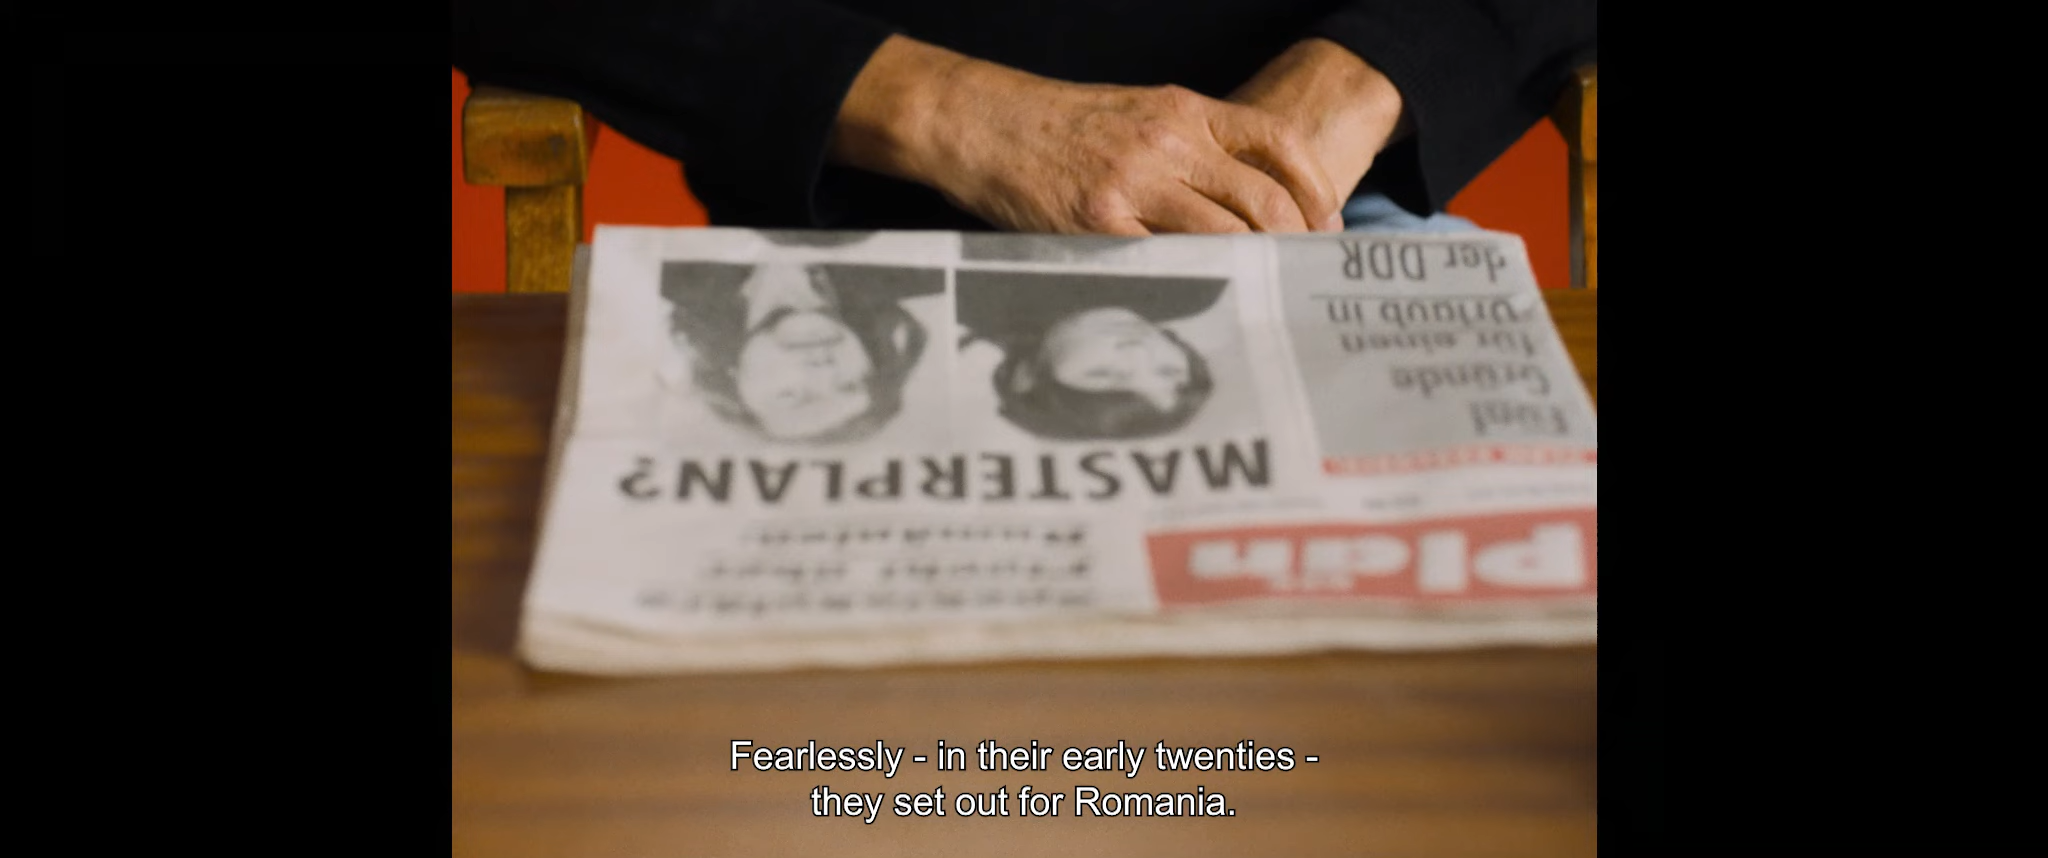 Plan
MASTERPLAN?
Fünf
Gründe
für einen
Urlaub in
der DDR
Fearlessly - in their early twenties -
they set out for Romania.